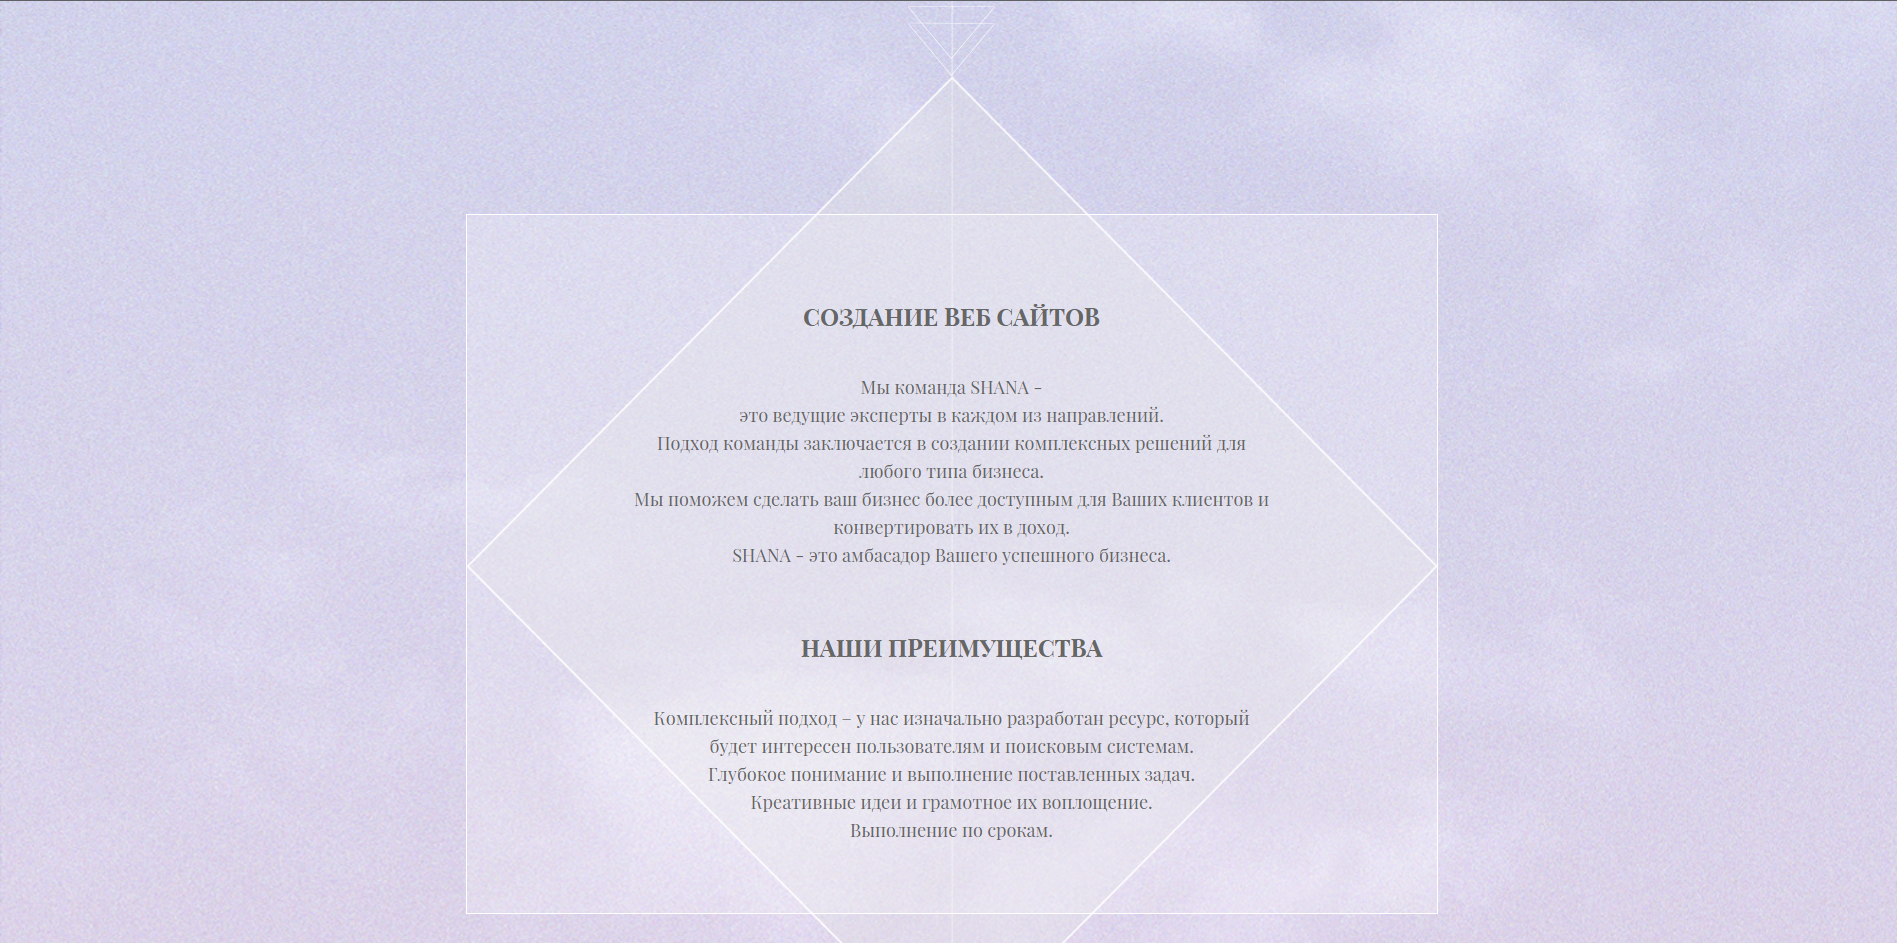 СОЗДАНИЕ ВЕБ САЙТОВ
Мы команда SHANA -
это ведущие эксперты в каждом из направлений.
Подход команды заключается в создании комплексных решений для
любого типа бизнеса.
Мы поможем сделать ваш бизнес более доступным для Ваших клиентов и
конвертировать их в доход.
SHANA - это амбасадор Вашего успешного бизнеса.
НАШИ ПРЕИМУЩЕСТВА
Комплексный подход – у нас изначально разработан ресурс, который
будет интересен пользователям и поисковым системам.
Глубокое понимание и выполнение поставленных задач.
Креативные идеи и грамотное их воплощение.
Выполнение по срокам.